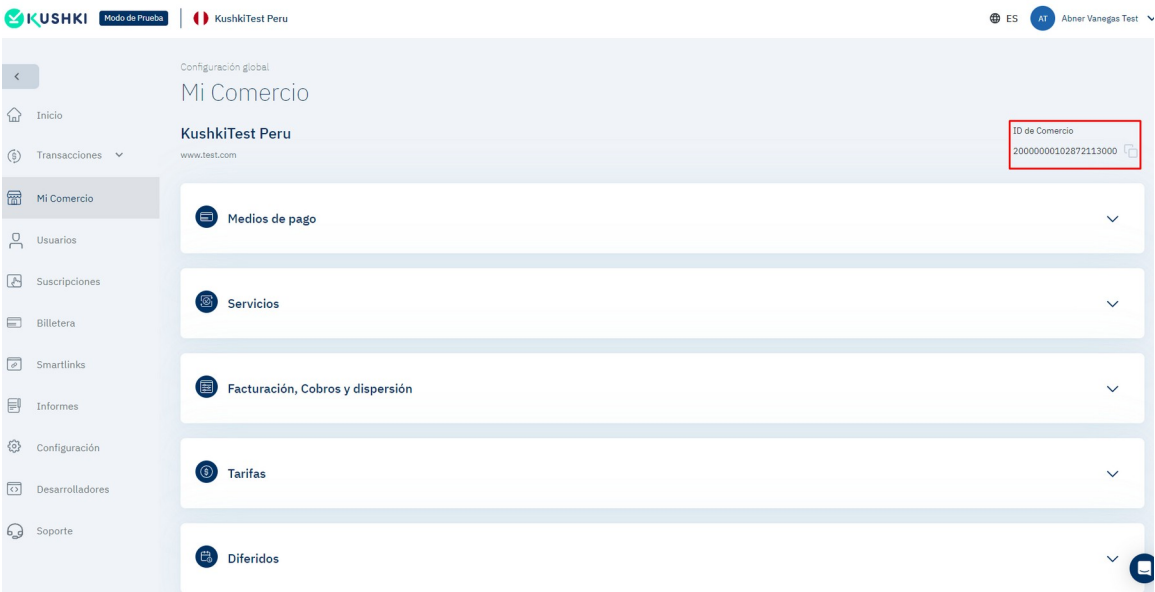 KUSHKI Modo de Prueba KushkiTest Peru ES AT Abner Vanegas Test
Configuración global
Mi Comercio
KushkiTest Peru
www.test.com
ID de Comercio
20000000102872113000
Inicio
Transacciones
Mi Comercio
Usuarios
Suscripciones
Billetera
Smartlinks
Informes
Configuración
Desarrolladores
Soporte
Medios de pago
Servicios
Facturación, Cobros y dispersión
Tarifas
Diferidos